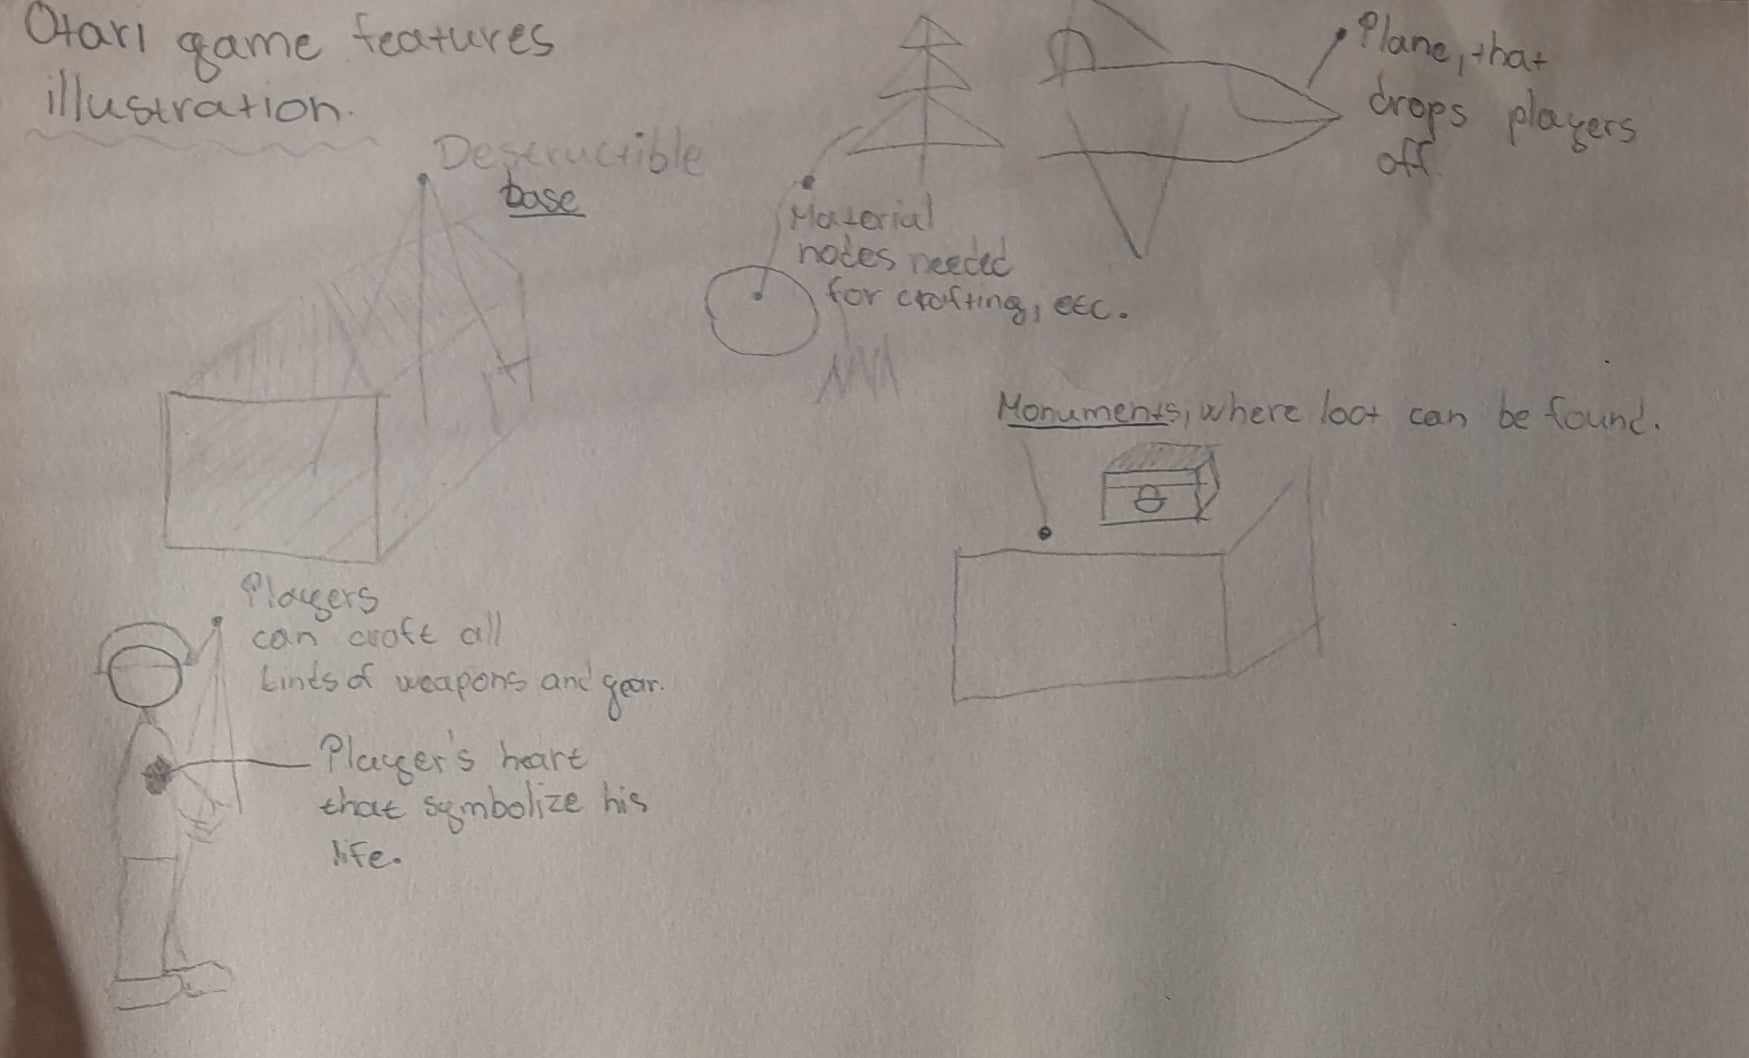 Otari game features
illustration.
Destructible
base
Material
nodes needed
for crafting, etc.
Plane, that
drops players
off
Monuments, where loot can be found.
Players
can craft all
kinds of weapons and gear.
Player's heart
that symbolize his
life.